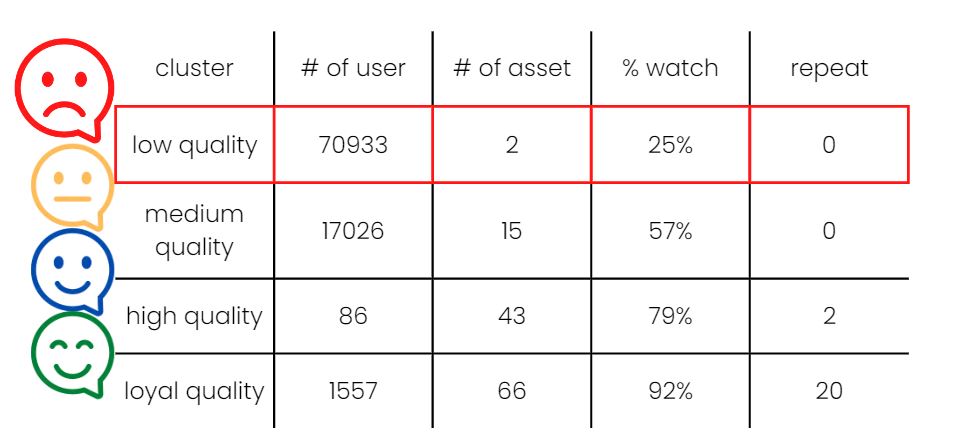 cluster # of user # of asset % watch repeat
low quality 70933 2 25% 0
medium
quality 17026 15 57% 0
high quality 86 43 79% 2
loyal quality 1557 66 92% 20